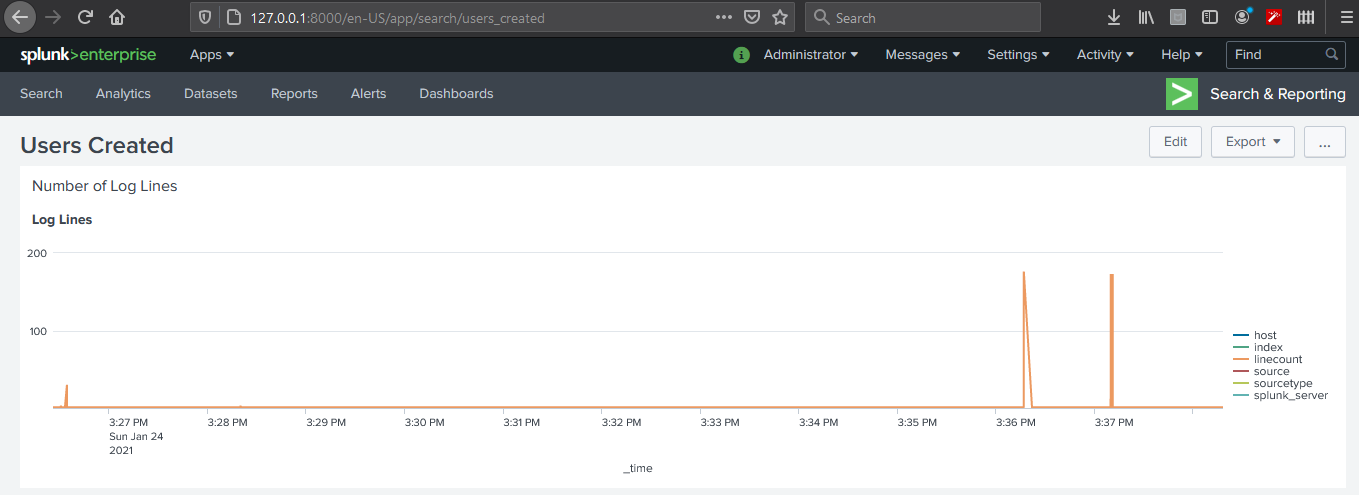 127.0.0.1:8000/en-US/app/search/users_created
Search
splunk>enterprise
Apps
i
Administrator
Messages
Settings
Activity
Help
Find
Search
Analytics
Datasets
Reports
Alerts
Dashboards
>
Search & Reporting
Users Created
Edit
Export
...
Number of Log Lines
Log Lines
200
100
3:27 PM
Sun Jan 24
2021
3:28 PM
3:29 PM
3:30 PM
3:31 PM
3:32 PM
3:33 PM
3:34 PM
3:35 PM
3:36 PM
3:37 PM
_time
host
index
linecount
source
sourcetype
splunk_server